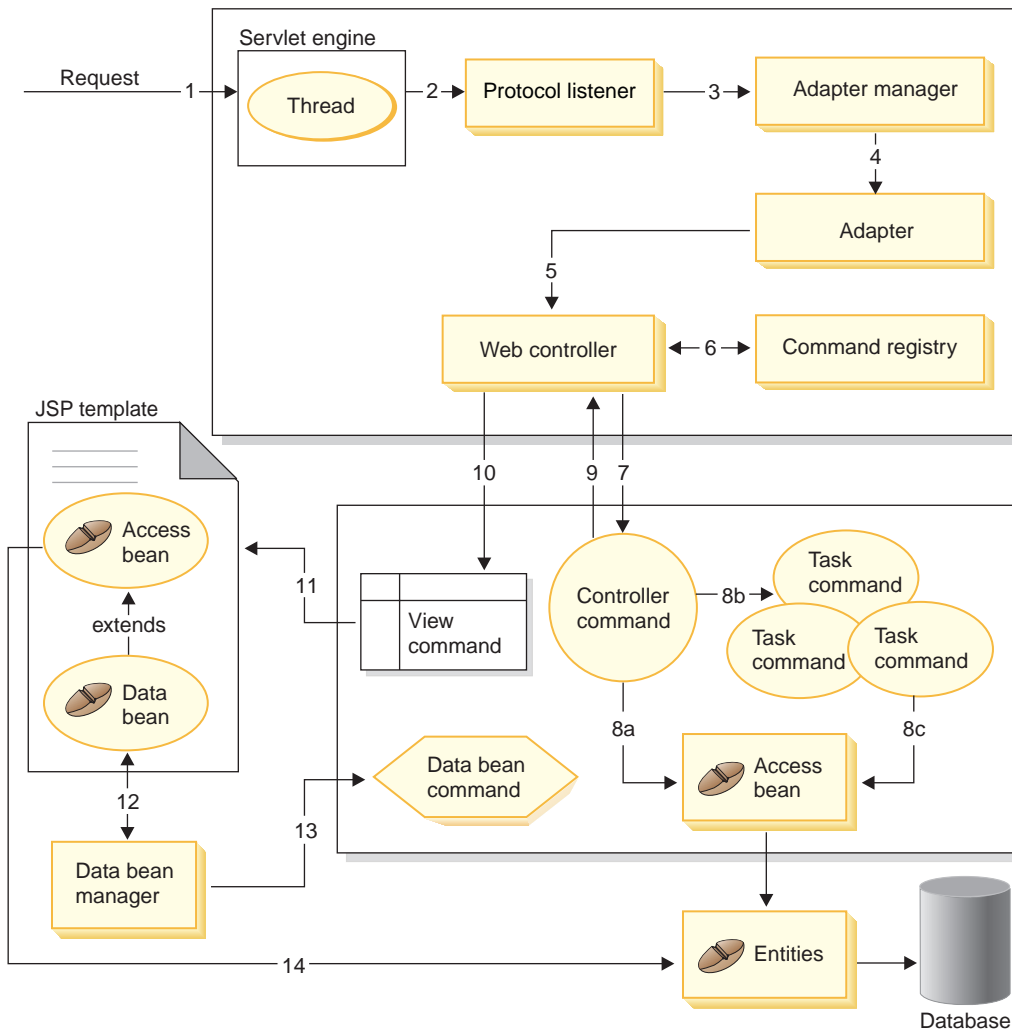 Servlet engine
Request
1
Thread
2
Protocol listener
3
Adapter manager
4
Adapter
5
Web controller
6
Command registry
JSP template
10
9
7
Access
bean
11
extends
Data
bean
View
command
Controller
command
8b
Task
command
Task
command
Task
command
8a
8c
12
13
Data bean
command
Access
bean
Data bean
manager
14
Entities
Database